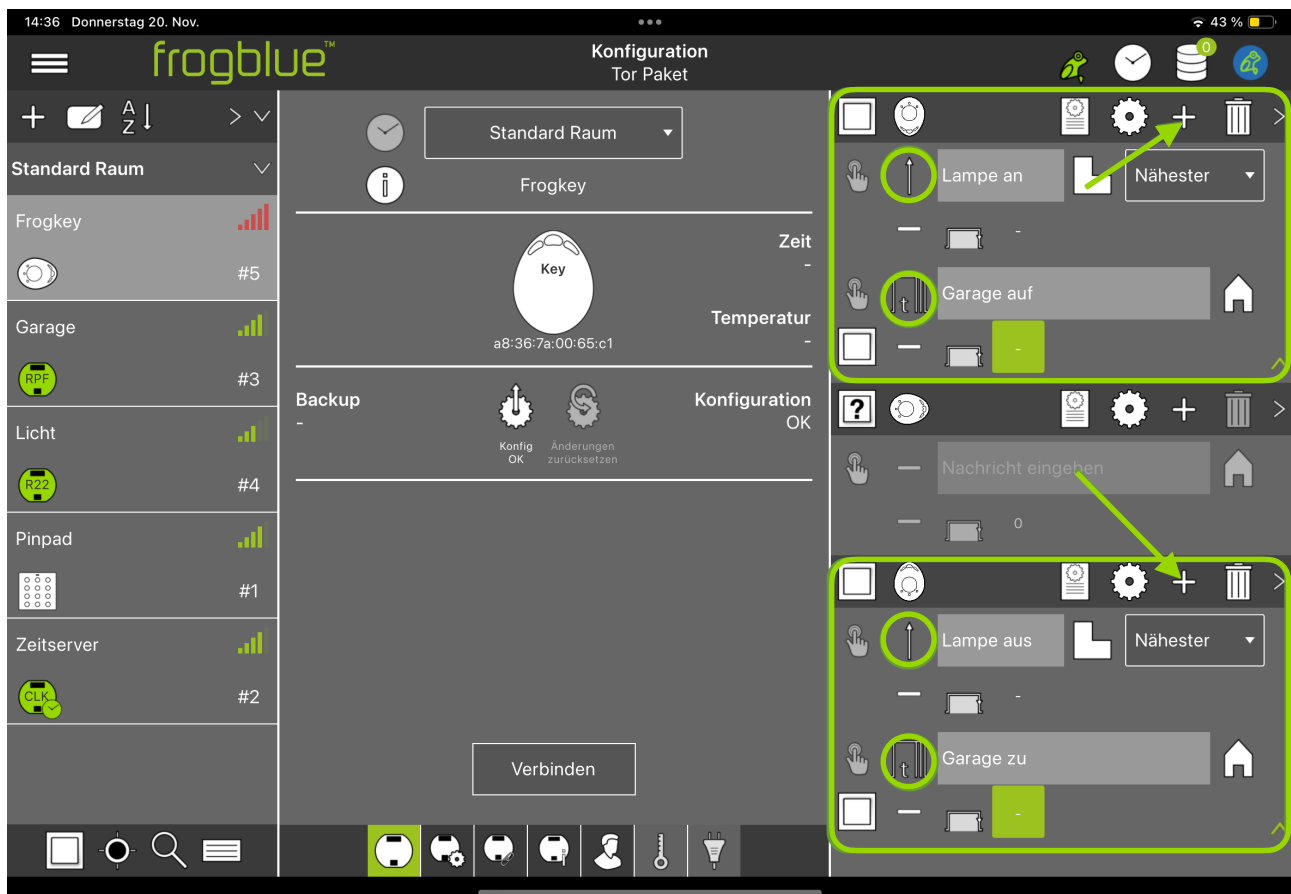 14:36 Donnerstag 20. Nov.
43 %
frogblue™
Konfiguration
Tor Paket
0
A
Z
Standard Raum
Frogkey
#5
Garage
RPF
#3
Licht
R22
#4
Pinpad
#1
Zeitserver
CLK
#2
Standard Raum
i
Frogkey
Key
a8:36:7a:00:65:c1
Zeit
-
Temperatur
-
Backup
-
Konfig
OK
Änderungen
zurücksetzen
Konfiguration
OK
Verbinden
Lampe an
Nähester
-
t
Garage auf
-
?
Nachricht eingeben
0
Lampe aus
Nähester
-
t
Garage zu
-